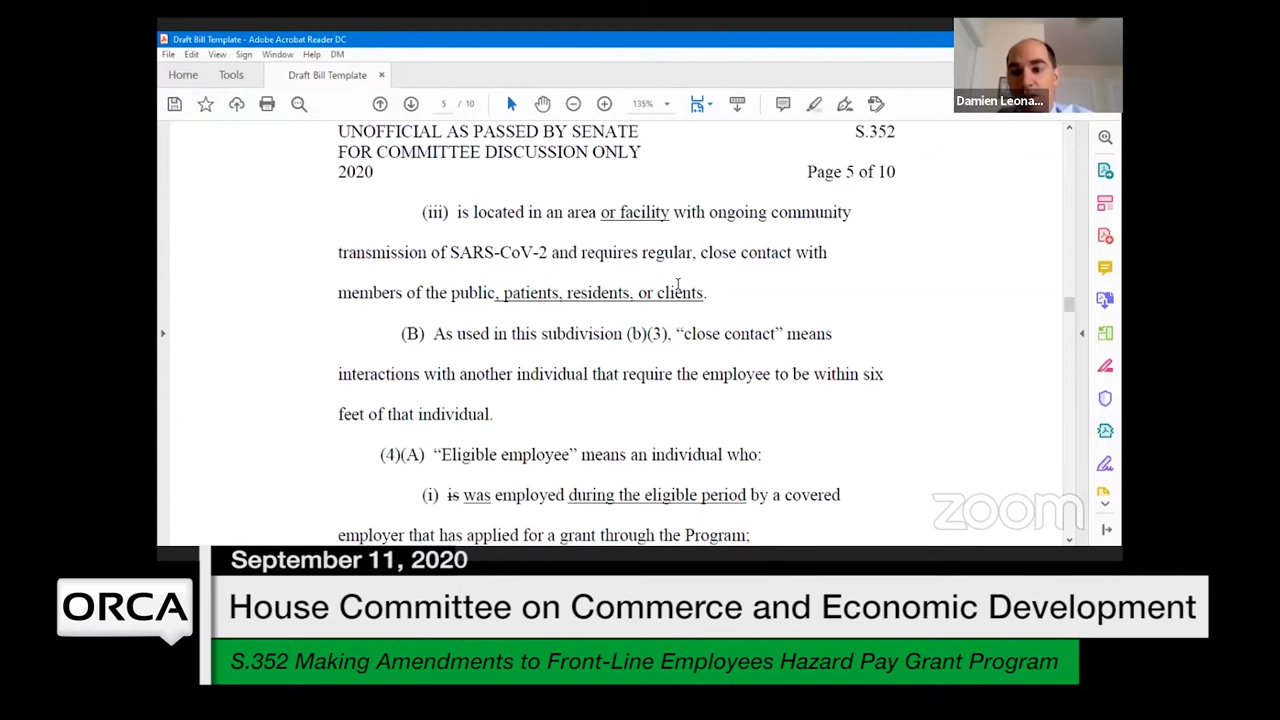 Draft Bill Template - Adobe Acrobat Reader DC
File Edit View Sign Window Help DM
Home Tools Draft Bill Template ×
5 / 10 135%
Damien Leona...
UNOFFICIAL AS PASSED BY SENATE S.352
FOR COMMITTEE DISCUSSION ONLY
2020 Page 5 of 10
(iii) is located in an area or facility with ongoing community
transmission of SARS-CoV-2 and requires regular, close contact with
members of the public, patients, residents, or clients.
(B) As used in this subdivision (b)(3), “close contact” means
interactions with another individual that require the employee to be within six
feet of that individual.
(4)(A) “Eligible employee” means an individual who:
(i) is was employed during the eligible period by a covered
employer that has applied for a grant through the Program;
zoom
September 11, 2020
ORCA
House Committee on Commerce and Economic Development
S.352 Making Amendments to Front-Line Employees Hazard Pay Grant Program